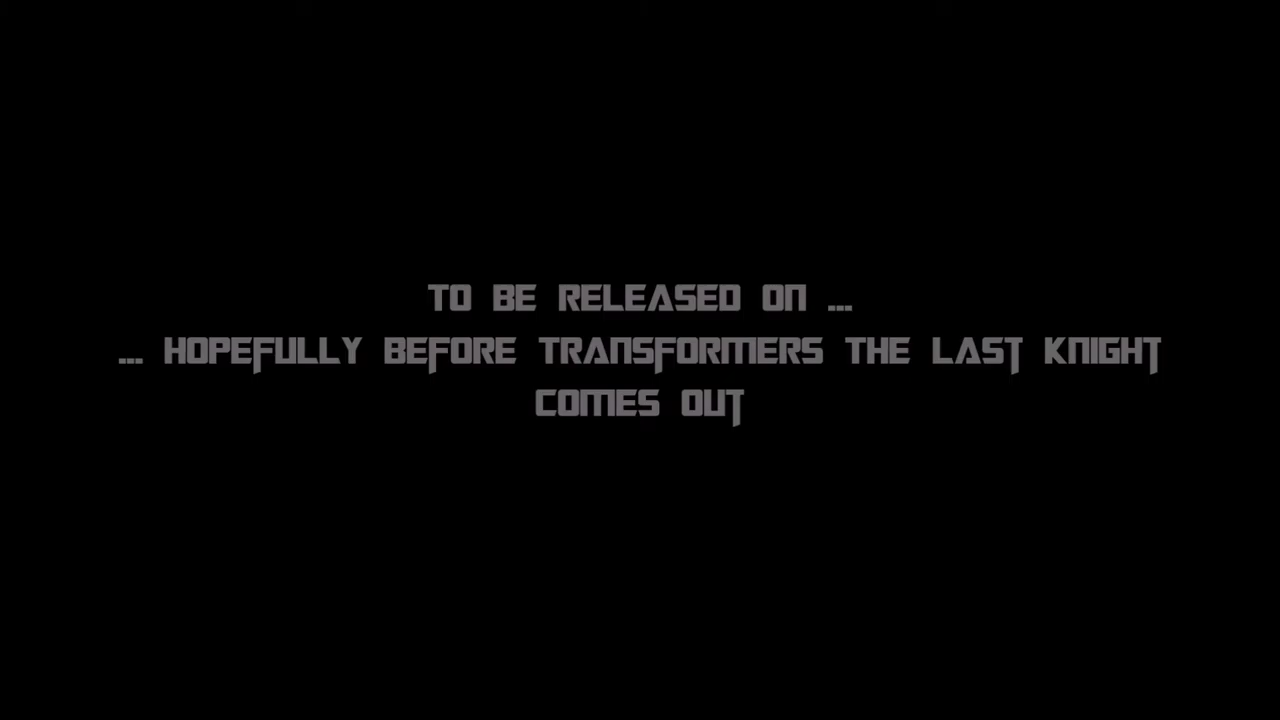 TO BE RELEASED ON ...
... HOPEFULLY BEFORE TRANSFORMERS THE LAST KNIGHT
COMES OUT